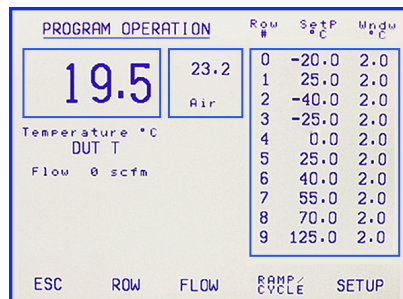 PROGRAM OPERATION
19.5
23.2
Air
Temperature °C
DUT T
Flow 0 scfm
Row SetP Wndw
# °C °C
0 -20.0 2.0
1 25.0 2.0
2 -40.0 2.0
3 -25.0 2.0
4 0.0 2.0
5 25.0 2.0
6 40.0 2.0
7 55.0 2.0
8 70.0 2.0
9 125.0 2.0
ESC ROW FLOW RAMP/ SETUP
CYCLE